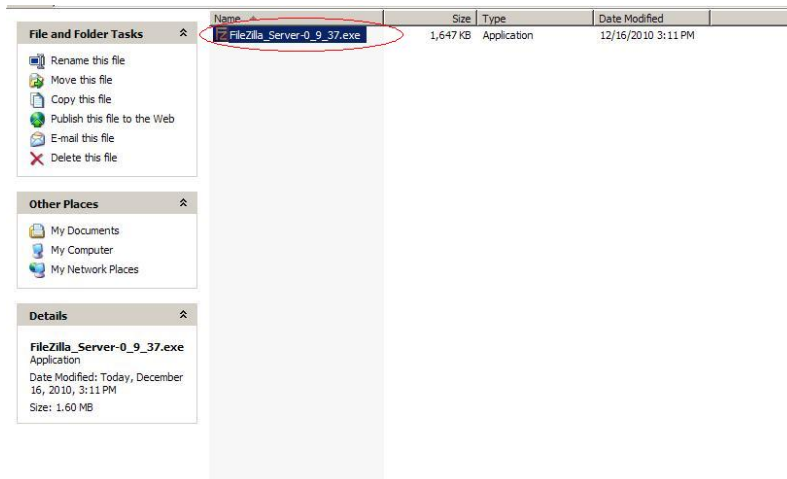 File and Folder Tasks
Rename this file
Move this file
Copy this file
Publish this file to the Web
E-mail this file
Delete this file
Other Places
My Documents
My Computer
My Network Places
Details
FileZilla_Server-0_9_37.exe
Application
Date Modified: Today, December
16, 2010, 3:11 PM
Size: 1.60 MB
Name Size Type Date Modified
FileZilla_Server-0_9_37.exe 1,647 KB Application 12/16/2010 3:11 PM